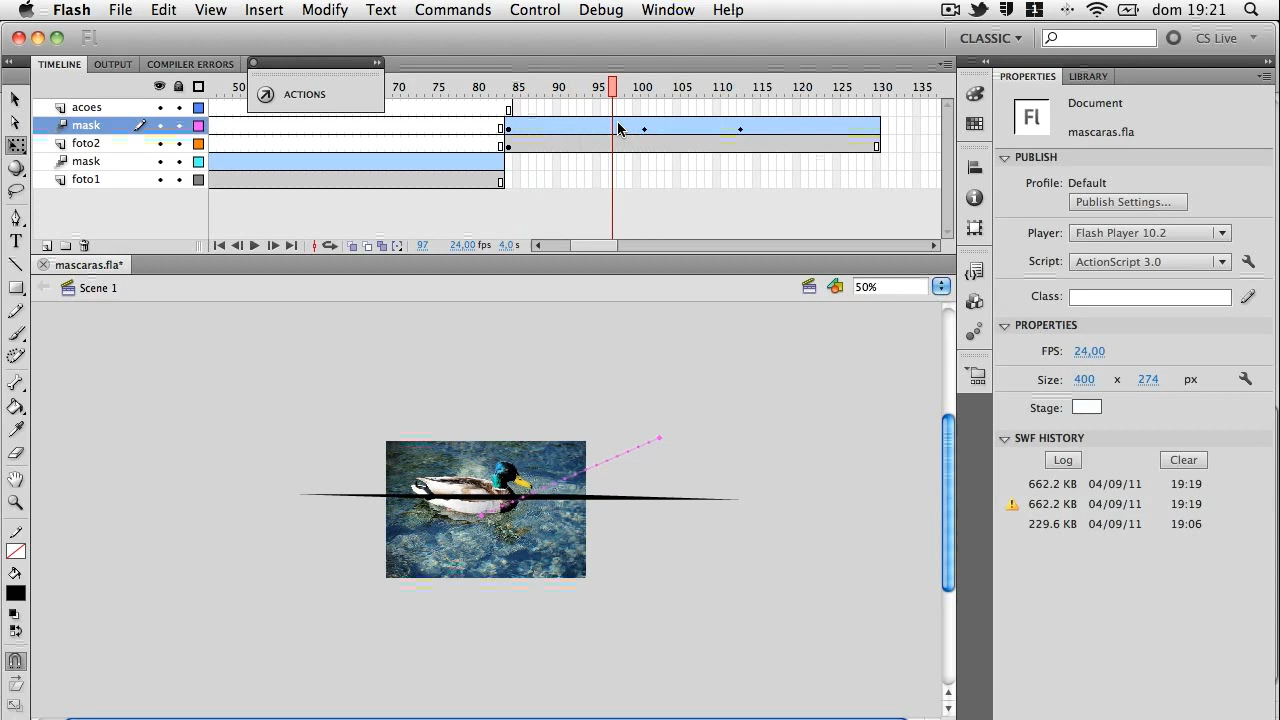 Flash File Edit View Insert Modify Text Commands Control Debug Window Help dom 19:21
Fl CLASSIC CS Live
TIMELINE OUTPUT COMPILER ERRORS
ACTIONS
50 70 75 80 85 90 95 100 105 110 115 120 125 130 135
acoes
mask
foto2
mask
foto1
97 24,00 fps 4,0 s
mascaras.fla*
Scene 1 50%
T
PROPERTIES LIBRARY
Fl Document
mascaras.fla
PUBLISH
Profile: Default
Publish Settings...
Player: Flash Player 10.2
Script: ActionScript 3.0
Class:
PROPERTIES
FPS: 24,00
Size: 400 x 274 px
Stage:
SWF HISTORY
Log Clear
662.2 KB 04/09/11 19:19
662.2 KB 04/09/11 19:19
229.6 KB 04/09/11 19:06